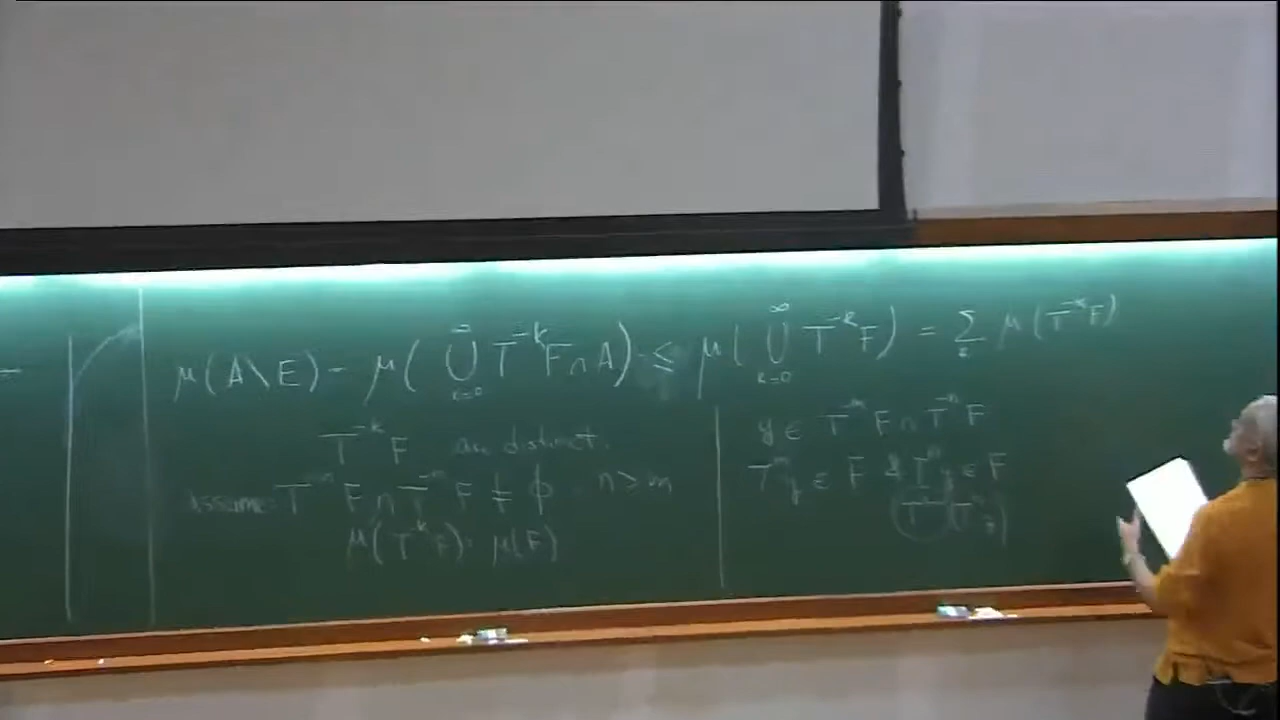 μ(A\E) = μ( ∞⋃k=0 T^{-k}F ∩ A) ≤ μ( ∞⋃k=0 T^{-k}F) = Σ_k μ(T^{-k}F)
T^{-k}F are distinct.
Assume: T^{-m}F ∩ T^{-n}F ≠ ϕ n>m
μ(T^{-k}F) = μ(F)
y ∈ T^{-m}F ∩ T^{-n}F
T^m y ∈ F & T^n y ∈ F